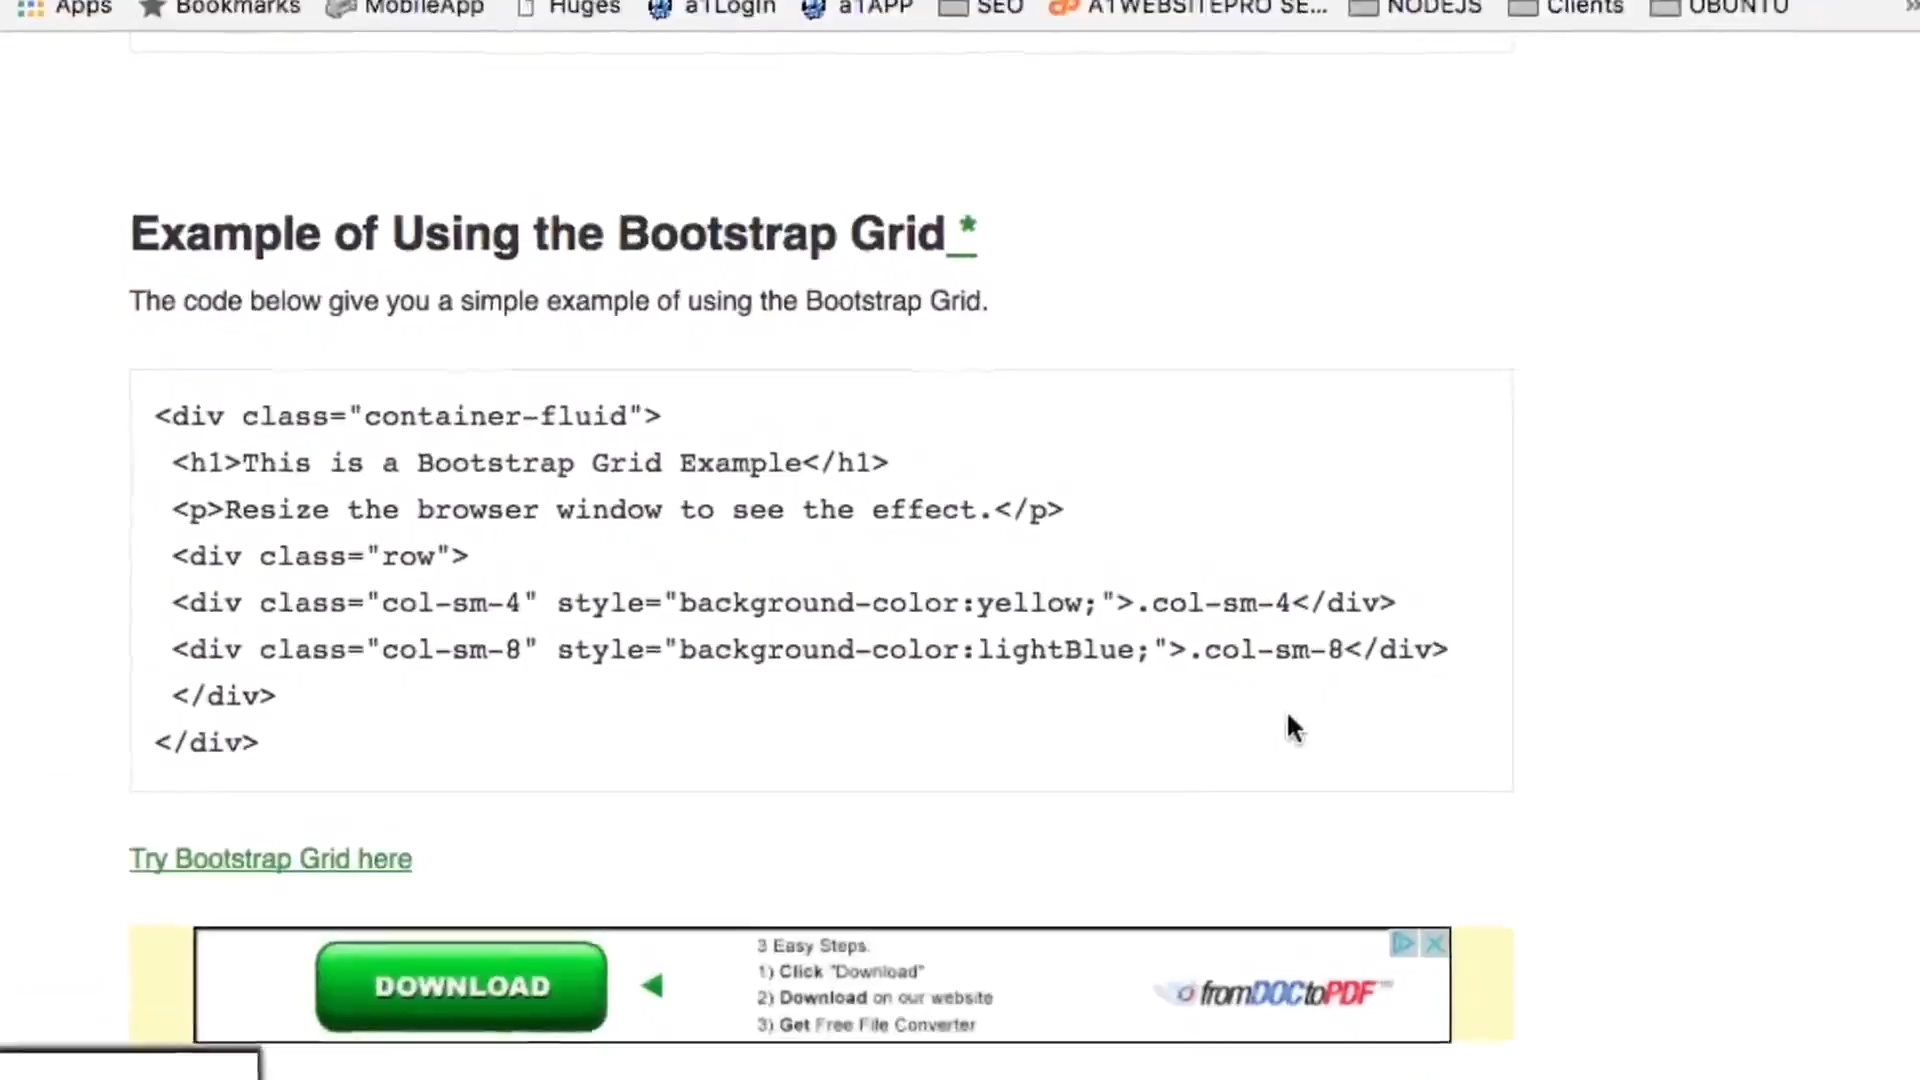 Apps Bookmarks MobileApp Huges a1Login a1APP SEO A1WEBSITEPRO SE... NODEJS Clients UBUNTU »
Example of Using the Bootstrap Grid *
The code below give you a simple example of using the Bootstrap Grid.
<div class="container-fluid">
<h1>This is a Bootstrap Grid Example</h1>
<p>Resize the browser window to see the effect.</p>
<div class="row">
<div class="col-sm-4" style="background-color:yellow;">.col-sm-4</div>
<div class="col-sm-8" style="background-color:lightBlue;">.col-sm-8</div>
</div>
</div>
Try Bootstrap Grid here
DOWNLOAD
3 Easy Steps.
1) Click "Download"
2) Download on our website
3) Get Free File Converter
fromDOCtoPDF™